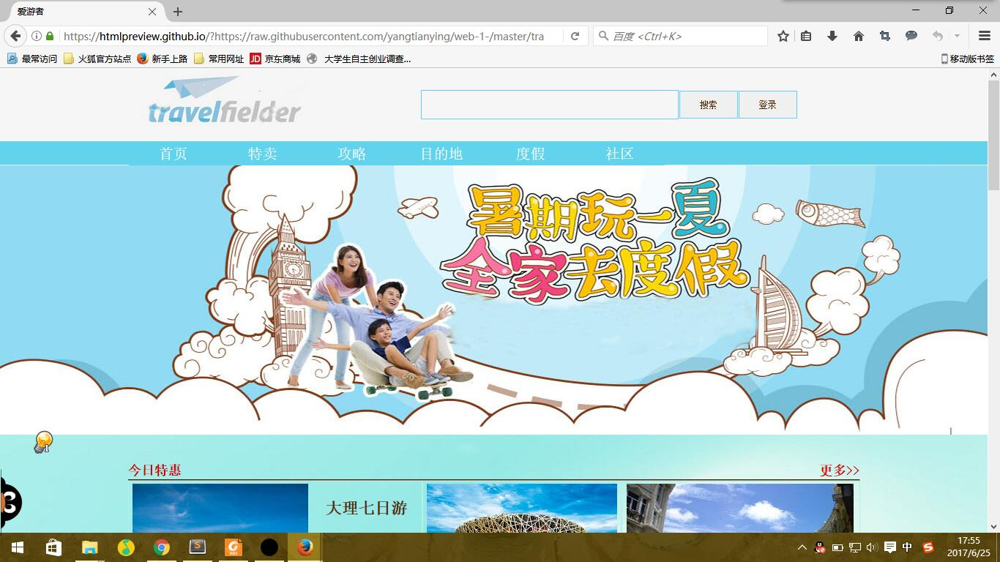 爱游者
https://htmlpreview.github.io/?https://raw.githubusercontent.com/yangtianying/web-1-/master/tra
百度 <Ctrl+K>
最常访问 火狐官方站点 新手上路 常用网址 JD 京东商城 大学生自主创业调查...
移动版书签
travelfielder
搜索 登录
首页 特卖 攻略 目的地 度假 社区
暑期玩一夏
全家去度假
1
今日特惠 更多>>
大理七日游
中
17:55
2017/6/25